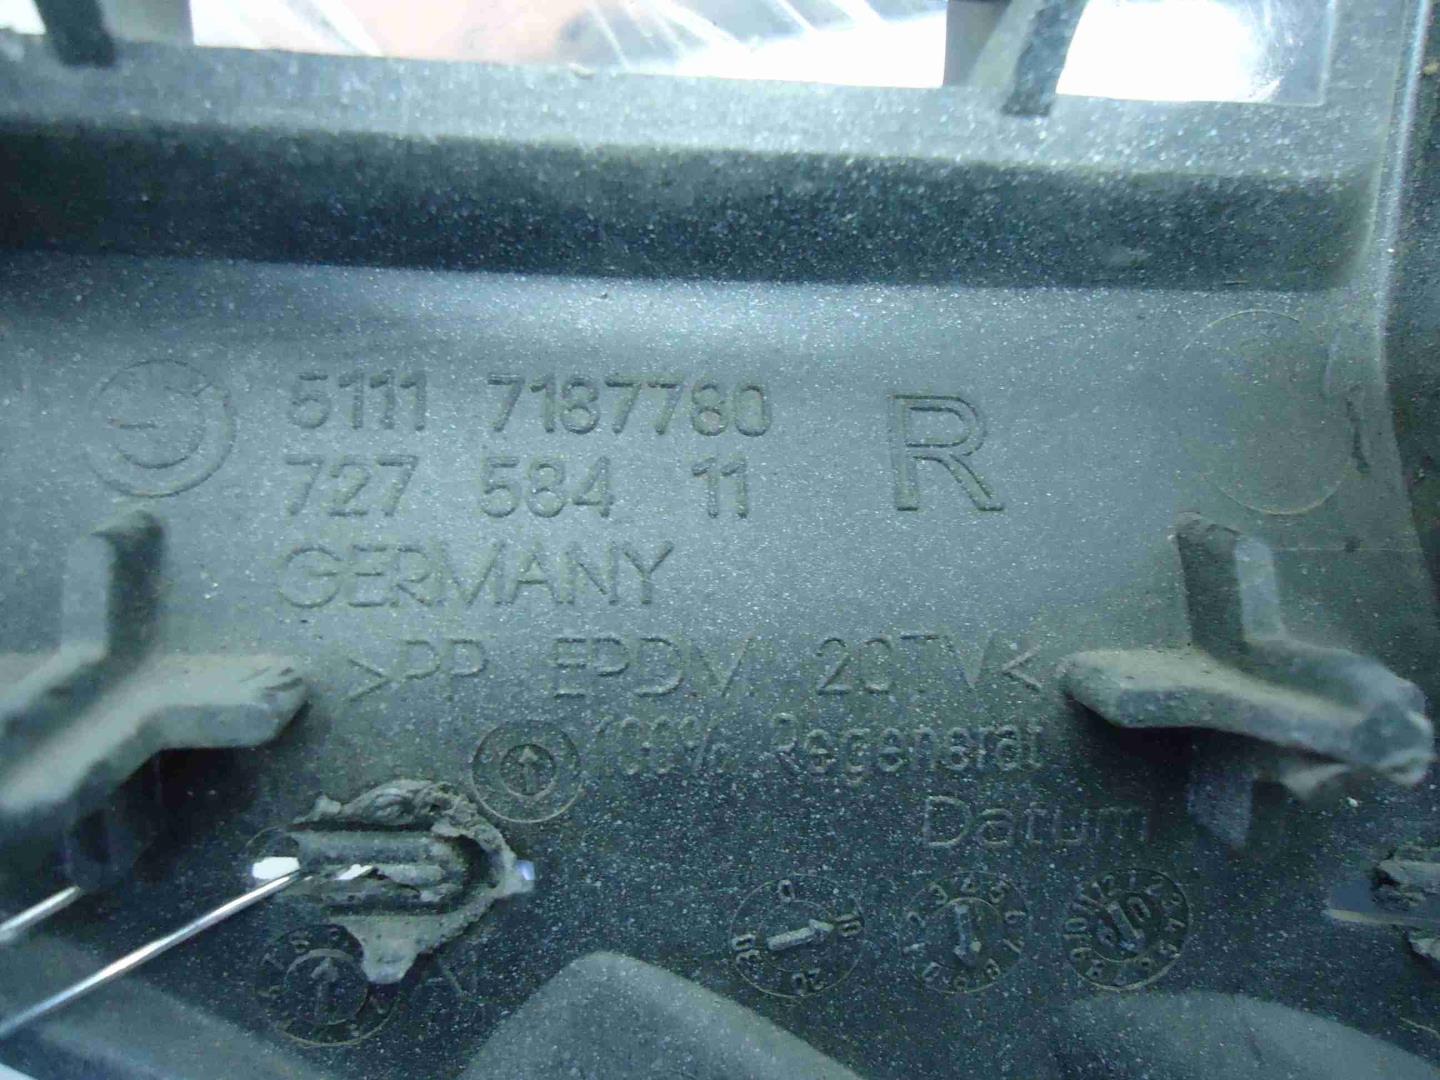 5111 7187780 R
727 584 11
GERMANY
>PP EPDM 20TV<
100% Regenerat
Datum